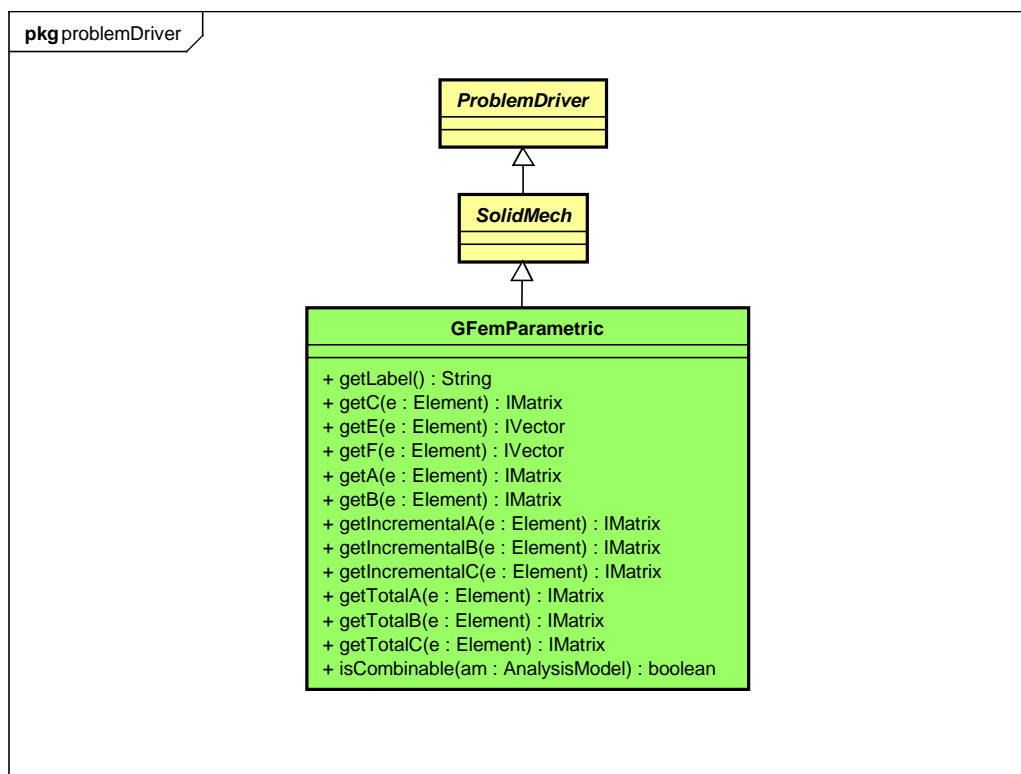 pkg problemDriver
ProblemDriver
SolidMech
GFemParametric
+ getLabel() : String
+ getC(e : Element) : IMatrix
+ getE(e : Element) : IVector
+ getF(e : Element) : IVector
+ getA(e : Element) : IMatrix
+ getB(e : Element) : IMatrix
+ getIncrementalA(e : Element) : IMatrix
+ getIncrementalB(e : Element) : IMatrix
+ getIncrementalC(e : Element) : IMatrix
+ getTotalA(e : Element) : IMatrix
+ getTotalB(e : Element) : IMatrix
+ getTotalC(e : Element) : IMatrix
+ isCombinable(am : AnalysisModel) : boolean